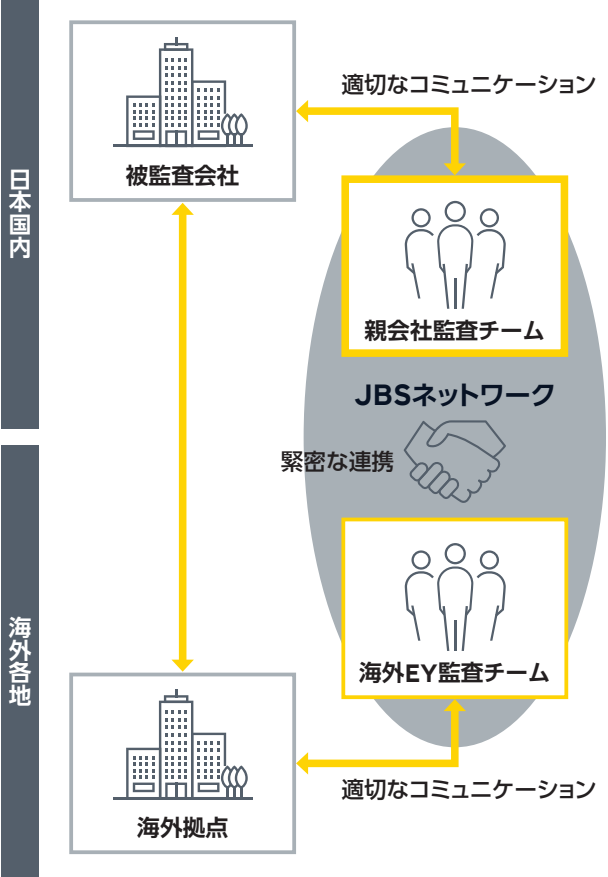 日本国内
被監査会社
適切なコミュニケーション
親会社監査チーム
JBSネットワーク
緊密な連携
海外各地
海外EY監査チーム
海外拠点
適切なコミュニケーション